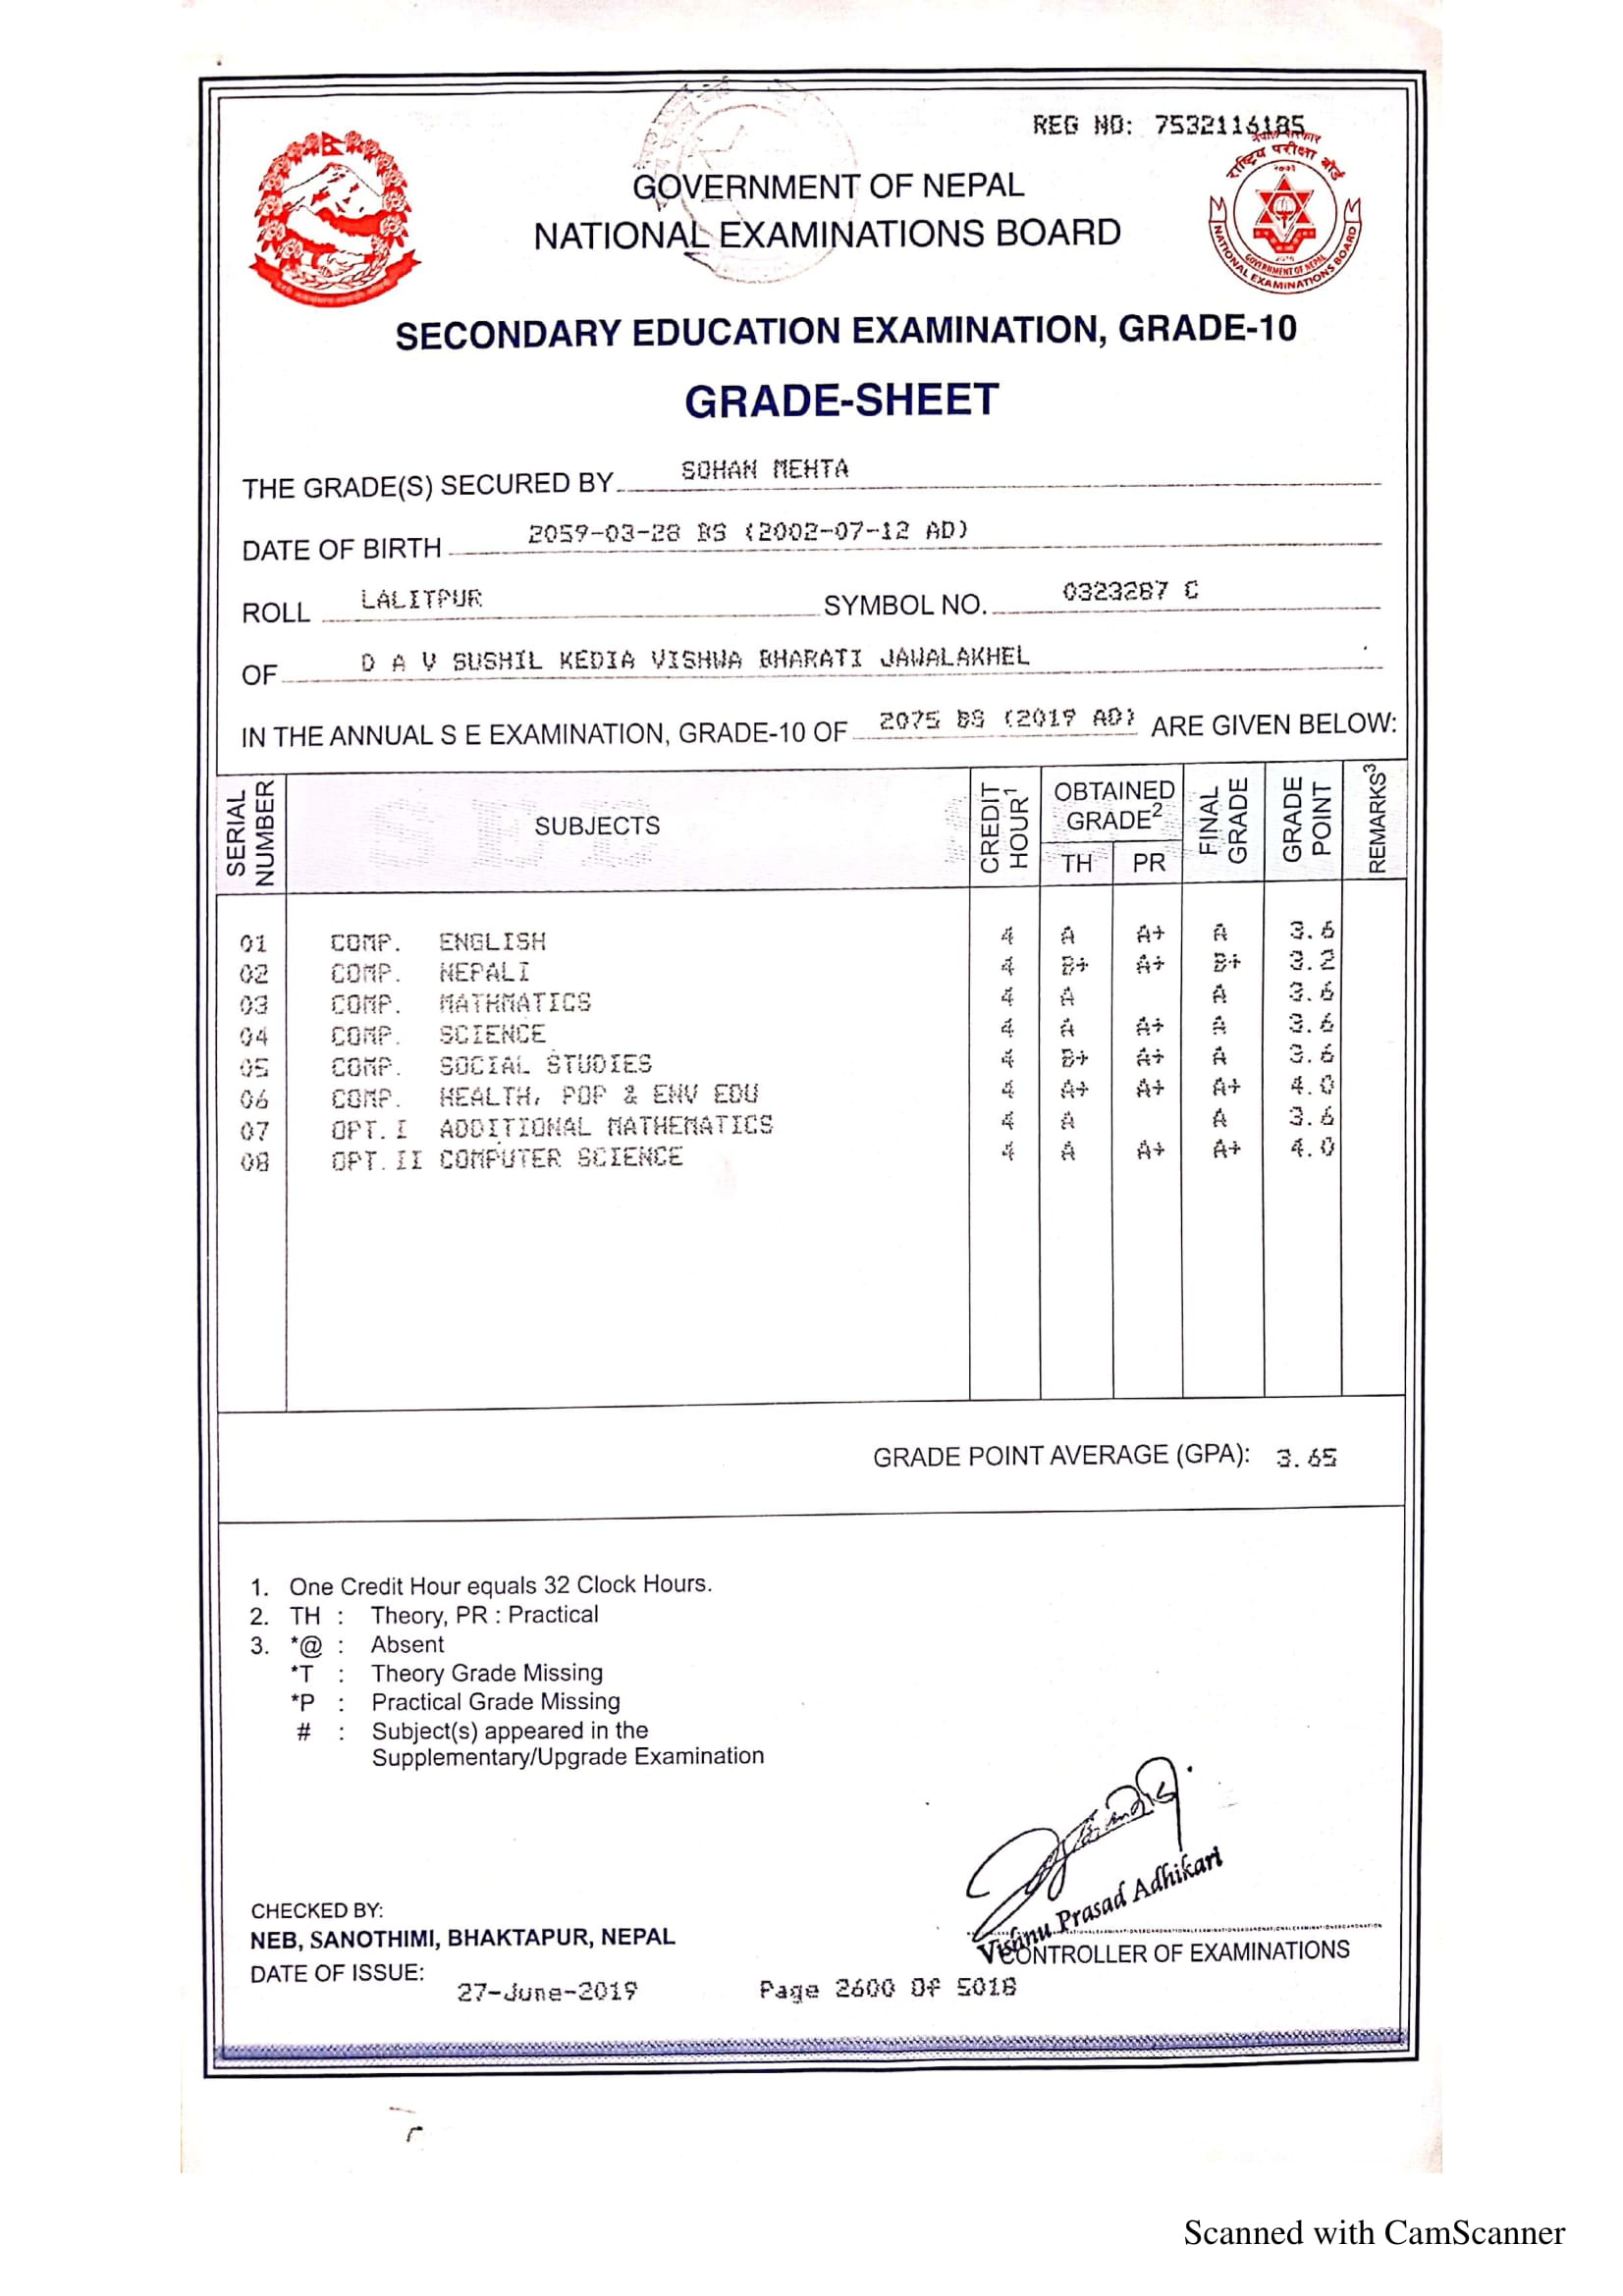 REG NO: 7532116185
नेपाल सरकार
राष्ट्रिय परीक्षा बोर्ड
२०७३
2016
GOVERNMENT OF NEPAL
NATIONAL EXAMINATIONS BOARD
GOVERNMENT OF NEPAL
NATIONAL EXAMINATIONS BOARD
SECONDARY EDUCATION EXAMINATION, GRADE-10
GRADE-SHEET
THE GRADE(S) SECURED BY SOHAN MEHTA
DATE OF BIRTH 2059-03-28 BS (2002-07-12 AD)
ROLL LALITPUR SYMBOL NO. 0323287 C
OF D A V SUSHIL KEDIA VISHWA BHARATI JAWALAKHEL
IN THE ANNUAL S E EXAMINATION, GRADE-10 OF 2075 BS (2019 AD) ARE GIVEN BELOW:
SERIAL NUMBER SUBJECTS CREDIT HOUR1 OBTAINED GRADE2 FINAL GRADE GRADE POINT REMARKS3
TH PR
01 COMP. ENGLISH 4 A A+ A 3.6
02 COMP. NEPALI 4 B+ A+ B+ 3.2
03 COMP. MATHMATICS 4 A A 3.6
04 COMP. SCIENCE 4 A A+ A 3.6
05 COMP. SOCIAL STUDIES 4 B+ A+ A 3.6
06 COMP. HEALTH, POP & ENV EDU 4 A+ A+ A+ 4.0
07 OPT.I ADDITIONAL MATHEMATICS 4 A A 3.6
08 OPT.II COMPUTER SCIENCE 4 A A+ A+ 4.0
GRADE POINT AVERAGE (GPA): 3.65
1. One Credit Hour equals 32 Clock Hours.
2. TH : Theory, PR : Practical
3. *@ : Absent
*T : Theory Grade Missing
*P : Practical Grade Missing
# : Subject(s) appeared in the
Supplementary/Upgrade Examination
Vishnu Prasad Adhikari
CHECKED BY:
NEB, SANOTHIMI, BHAKTAPUR, NEPAL
CONTROLLER OF EXAMINATIONS
DATE OF ISSUE: 27-June-2019 Page 2600 Of 5018
Scanned with CamScanner